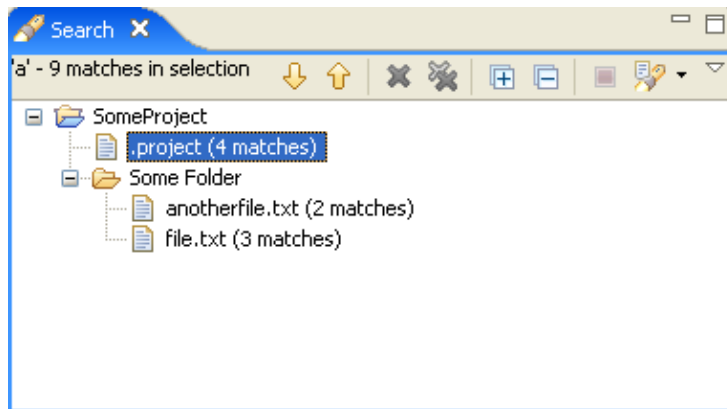 Search
'a' - 9 matches in selection
SomeProject
.project (4 matches)
Some Folder
anotherfile.txt (2 matches)
file.txt (3 matches)